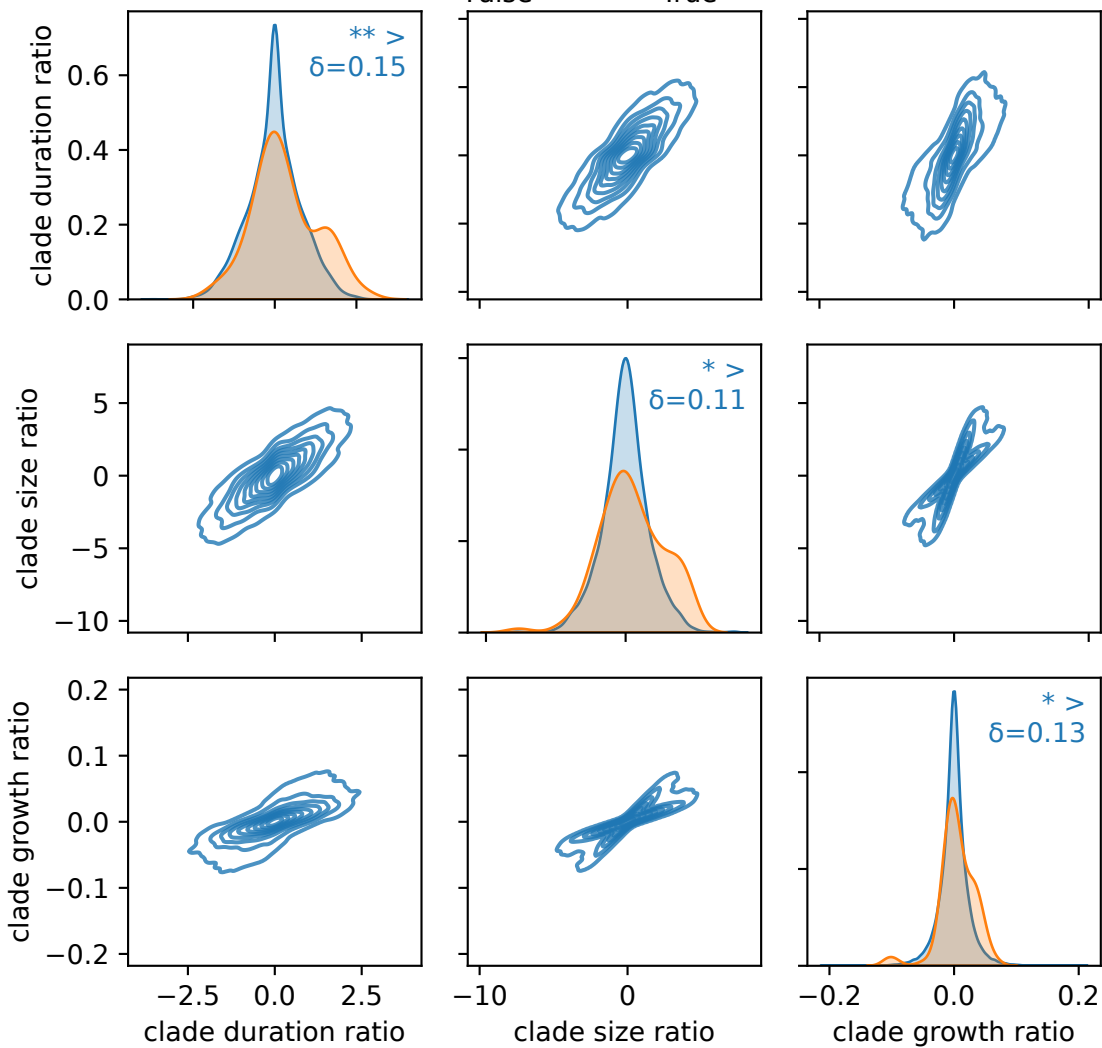 False True
clade duration ratio
0.6
0.4
0.2
0.0
** >
δ=0.15
clade size ratio
5
0
−5
−10
* >
δ=0.11
clade growth ratio
0.2
0.1
0.0
−0.1
−0.2
* >
δ=0.13
−2.5 0.0 2.5
−10 0
−0.2 0.0 0.2
clade duration ratio
clade size ratio
clade growth ratio